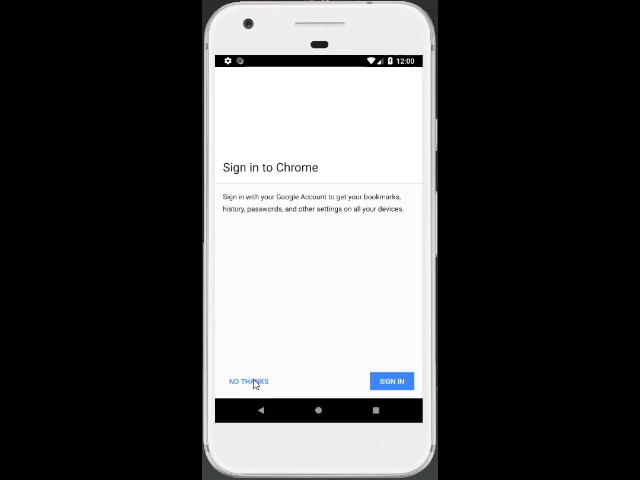 12:00
Sign in to Chrome
Sign in with your Google Account to get your bookmarks,
history, passwords, and other settings on all your devices.
NO THANKS
SIGN IN